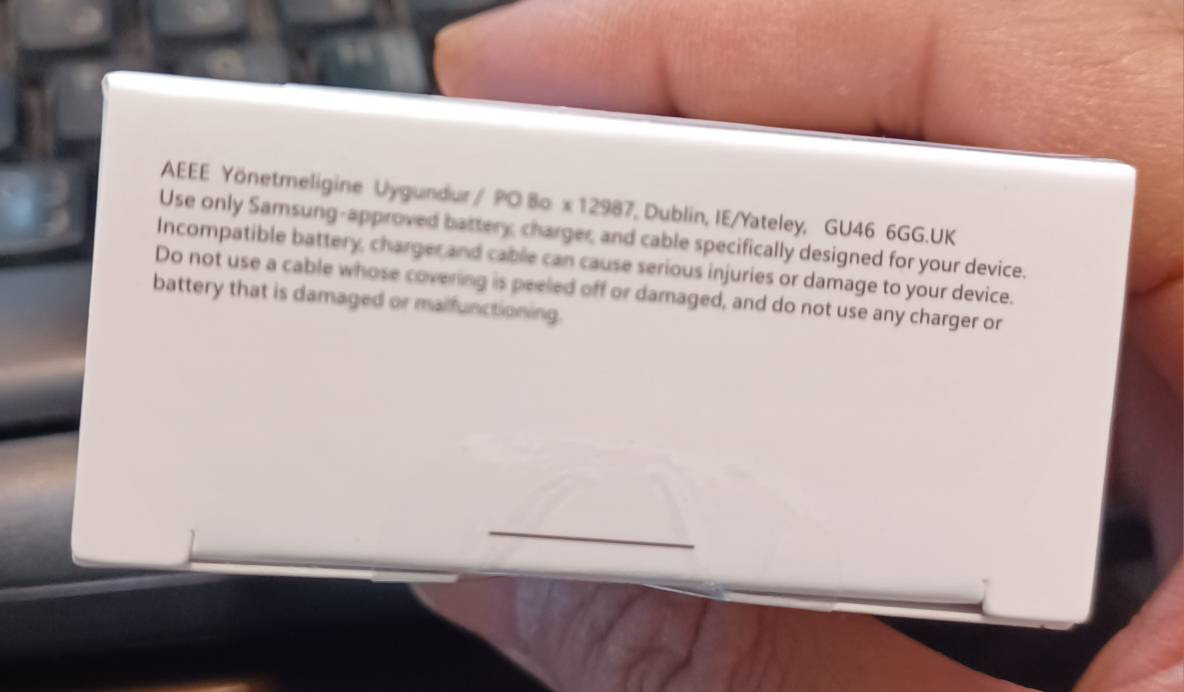 AEEE Yönetmeligine Uygundur / PO Bo x 12987, Dublin, IE/Yateley, GU46 6GG.UK
Use only Samsung-approved battery, charger, and cable specifically designed for your device.
Incompatible battery, charger,and cable can cause serious injuries or damage to your device.
Do not use a cable whose covering is peeled off or damaged, and do not use any charger or
battery that is damaged or malfunctioning.